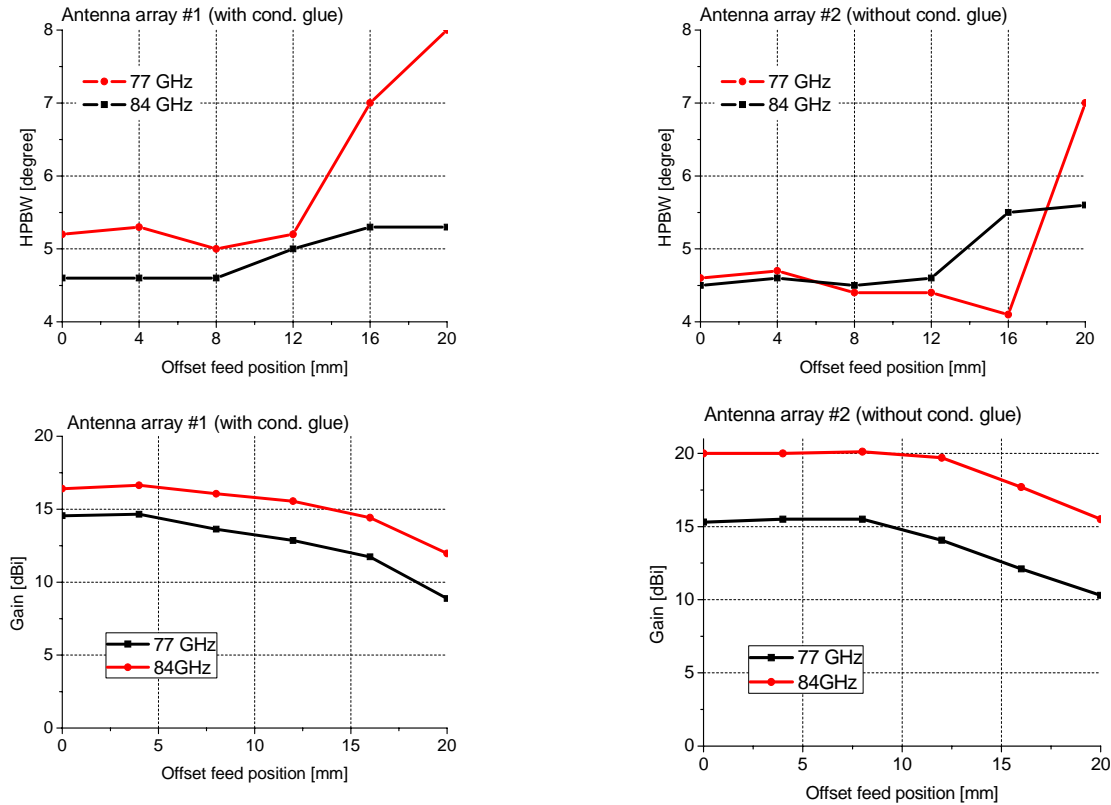 Antenna array #1 (with cond. glue)
8
7
6
5
4
HPBW [degree]
77 GHz
84 GHz
0 4 8 12 16 20
Offset feed position [mm]
Antenna array #2 (without cond. glue)
8
7
6
5
4
HPBW [degree]
77 GHz
84 GHz
0 4 8 12 16 20
Offset feed position [mm]
Antenna array #1 (with cond. glue)
20
15
10
5
0
Gain [dBi]
77 GHz
84GHz
0 5 10 15 20
Offset feed position [mm]
Antenna array #2 (without cond. glue)
20
15
10
5
0
Gain [dBi]
77 GHz
84GHz
0 5 10 15 20
Offset feed position [mm]